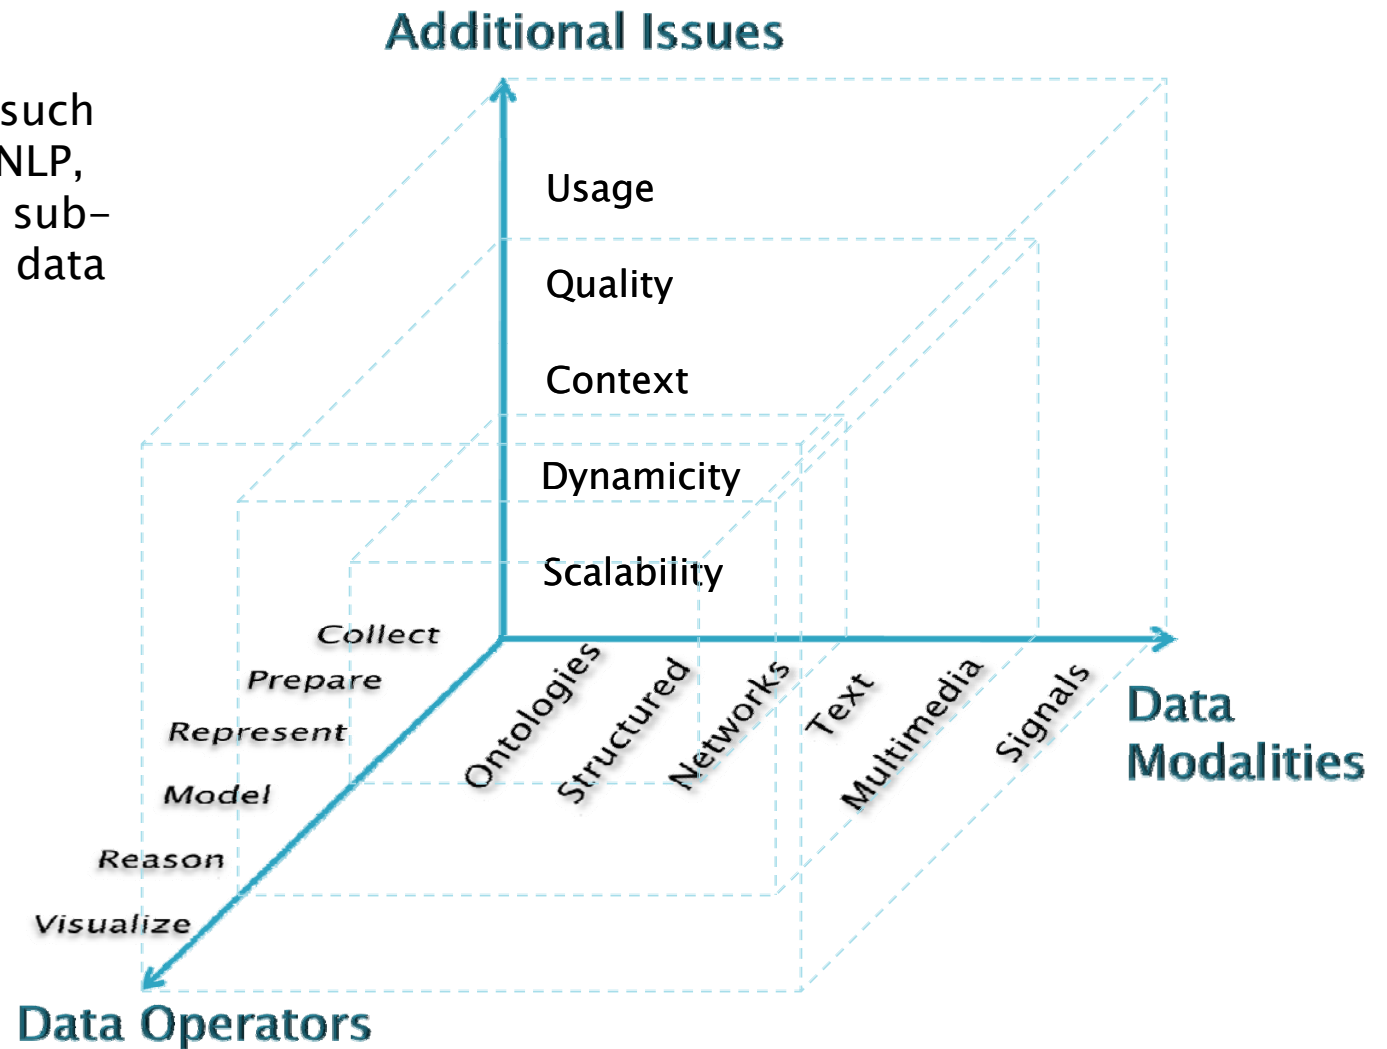 Additional Issues
such
NLP,
sub-
data
Usage
Quality
Context
Dynamicity
Scalability
Collect
Prepare
Represent
Model
Reason
Visualize
Ontologies
Structured
Networks
Text
Multimedia
Signals
Data
Modalities
Data Operators